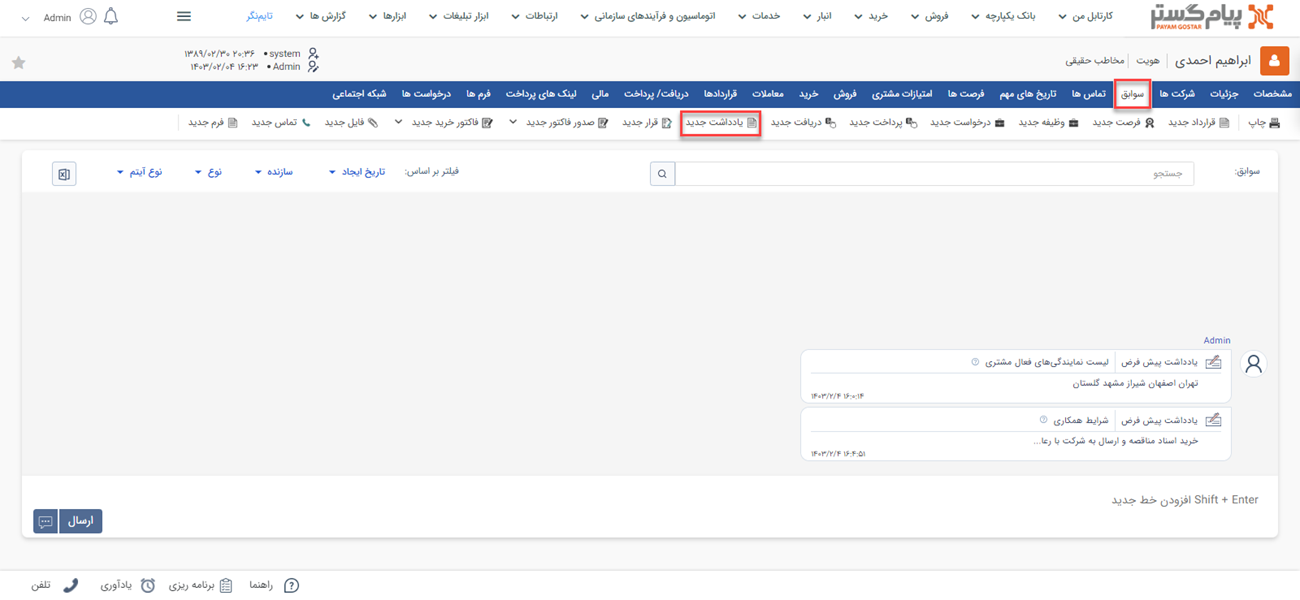 پیام‌گستر
PAYAM GOSTAR
کارتابل من بانک یکپارچه فروش خرید انبار خدمات اتوماسیون و فرآیندهای سازمانی ارتباطات ابزار تبلیغات ابزارها گزارش ها تایم‌نگر Admin
ابراهیم احمدی هویت مخاطب حقیقی
system • ۱۳۸۹/۰۲/۳۰ ۲۰:۳۶
Admin • ۱۴۰۳/۰۲/۰۴ ۱۶:۲۳
مشخصات جزئیات شرکت ها سوابق تماس ها تاریخ های مهم فرصت ها امتیازات مشتری فروش خرید معاملات قراردادها دریافت/ پرداخت مالی لینک های پرداخت فرم ها درخواست ها شبکه اجتماعی
چاپ قرارداد جدید فرصت جدید وظیفه جدید درخواست جدید پرداخت جدید دریافت جدید یادداشت جدید قرار جدید صدور فاکتور جدید فاکتور خرید جدید فایل جدید تماس جدید فرم جدید
سوابق: جستجو فیلتر بر اساس: تاریخ ایجاد سازنده نوع نوع آیتم
Admin
یادداشت پیش فرض لیست نمایندگی‌های فعال مشتری
تهران اصفهان شیراز مشهد گلستان
۱۴۰۳/۲/۴ ۱۶:۰:۱۴
یادداشت پیش فرض شرایط همکاری
خرید اسناد مناقصه و ارسال به شرکت با رعا...
۱۴۰۳/۲/۴ ۱۶:۴:۵۱
Shift + Enter افزودن خط جدید
ارسال
راهنما برنامه ریزی یادآوری تلفن